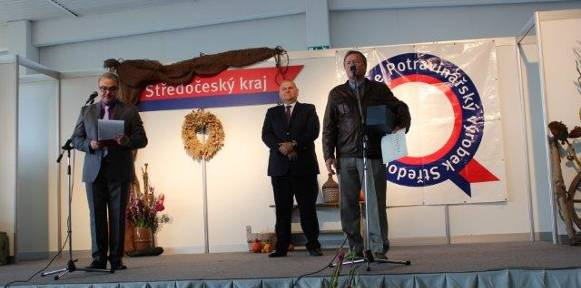 Středočeský kraj
Potravinářský výrobek Středo